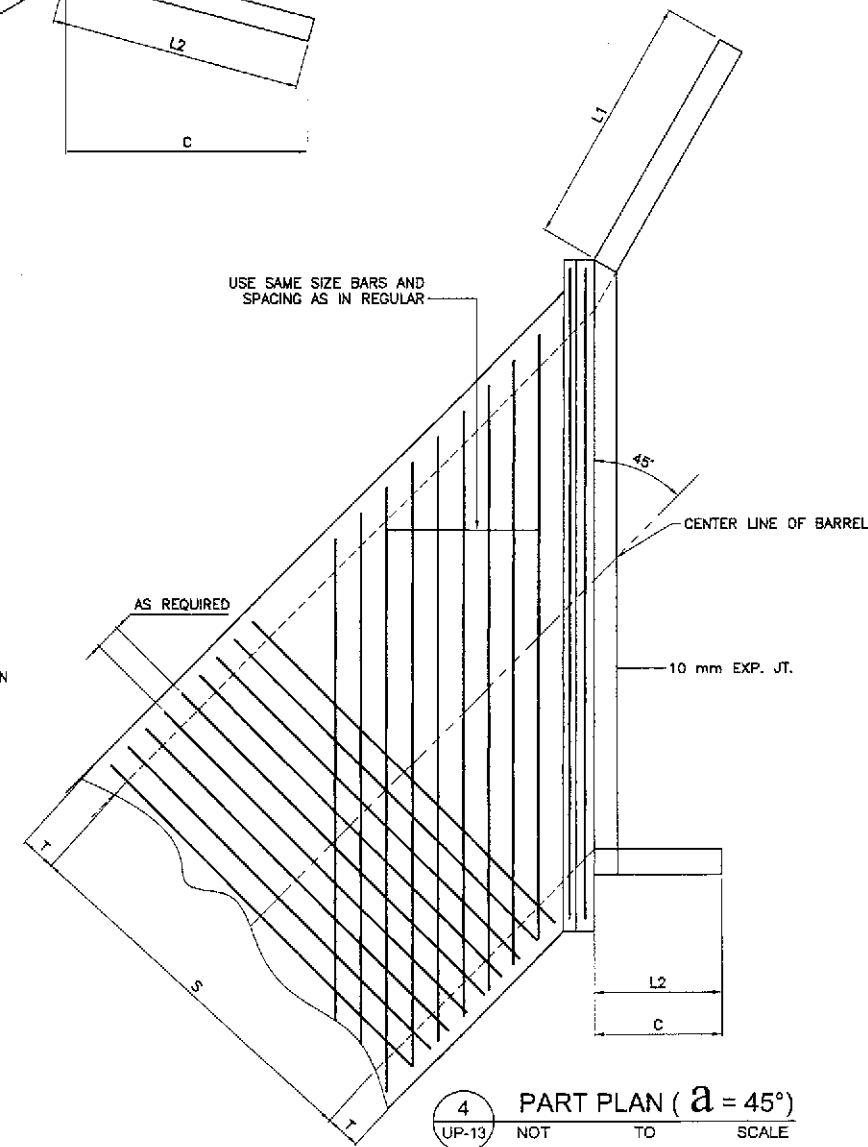 L2
C
L1
USE SAME SIZE BARS AND
SPACING AS IN REGULAR
45°
CENTER LINE OF BARREL
AS REQUIRED
N
10 mm EXP. JT.
T
S
L2
C
T
4
UP-13
PART PLAN ( a = 45°)
NOT TO SCALE